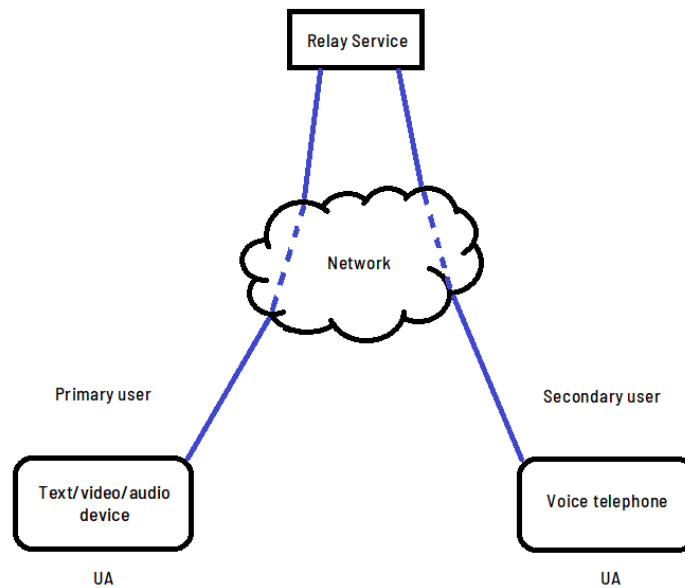 Relay Service
Network
Primary user
Secondary user
Text/video/audio
device
Voice telephone
UA
UA